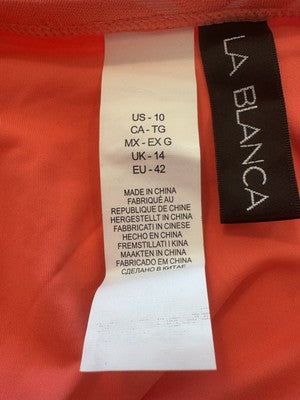 US - 10
CA - TG
MX - EX G
UK - 14
EU - 42
MADE IN CHINA
FABRIQUÉ AU
REPUBLIQUE DE CHINE
HERGESTELLT IN CHINA
FABBRICATI IN CINESE
HECHO EN CHINA
FREMSTILLATI I KINA
MAAKTEN IN CHINA
FABRICADO EM CHINA
СДЕЛАНО В КИТАЕ
LA BLANCA